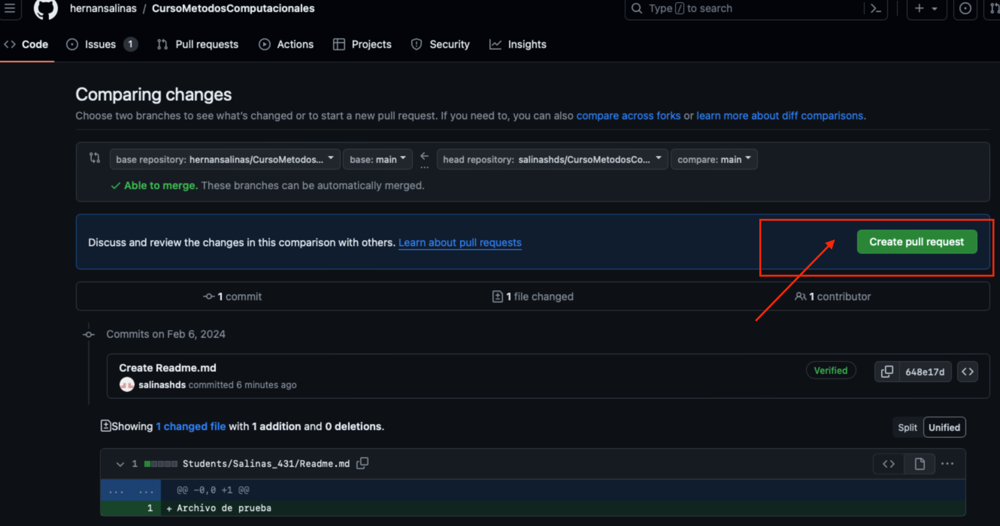 hernansalinas / CursoMetodosComputacionales
Type / to search
Code
Issues 1
Pull requests
Actions
Projects
Security
Insights
Comparing changes
Choose two branches to see what's changed or to start a new pull request. If you need to, you can also compare across forks or learn more about diff comparisons.
base repository: hernansalinas/CursoMetodos... base: main ... head repository: salinashds/CursoMetodosCo... compare: main
Able to merge. These branches can be automatically merged.
Discuss and review the changes in this comparison with others. Learn about pull requests
Create pull request
1 commit
1 file changed
1 contributor
Commits on Feb 6, 2024
Create Readme.md
salinashds committed 6 minutes ago
Verified
648e17d
Showing 1 changed file with 1 addition and 0 deletions.
Split Unified
1 Students/Salinas_431/Readme.md
... ... @@ -0,0 +1 @@
1 + Archivo de prueba